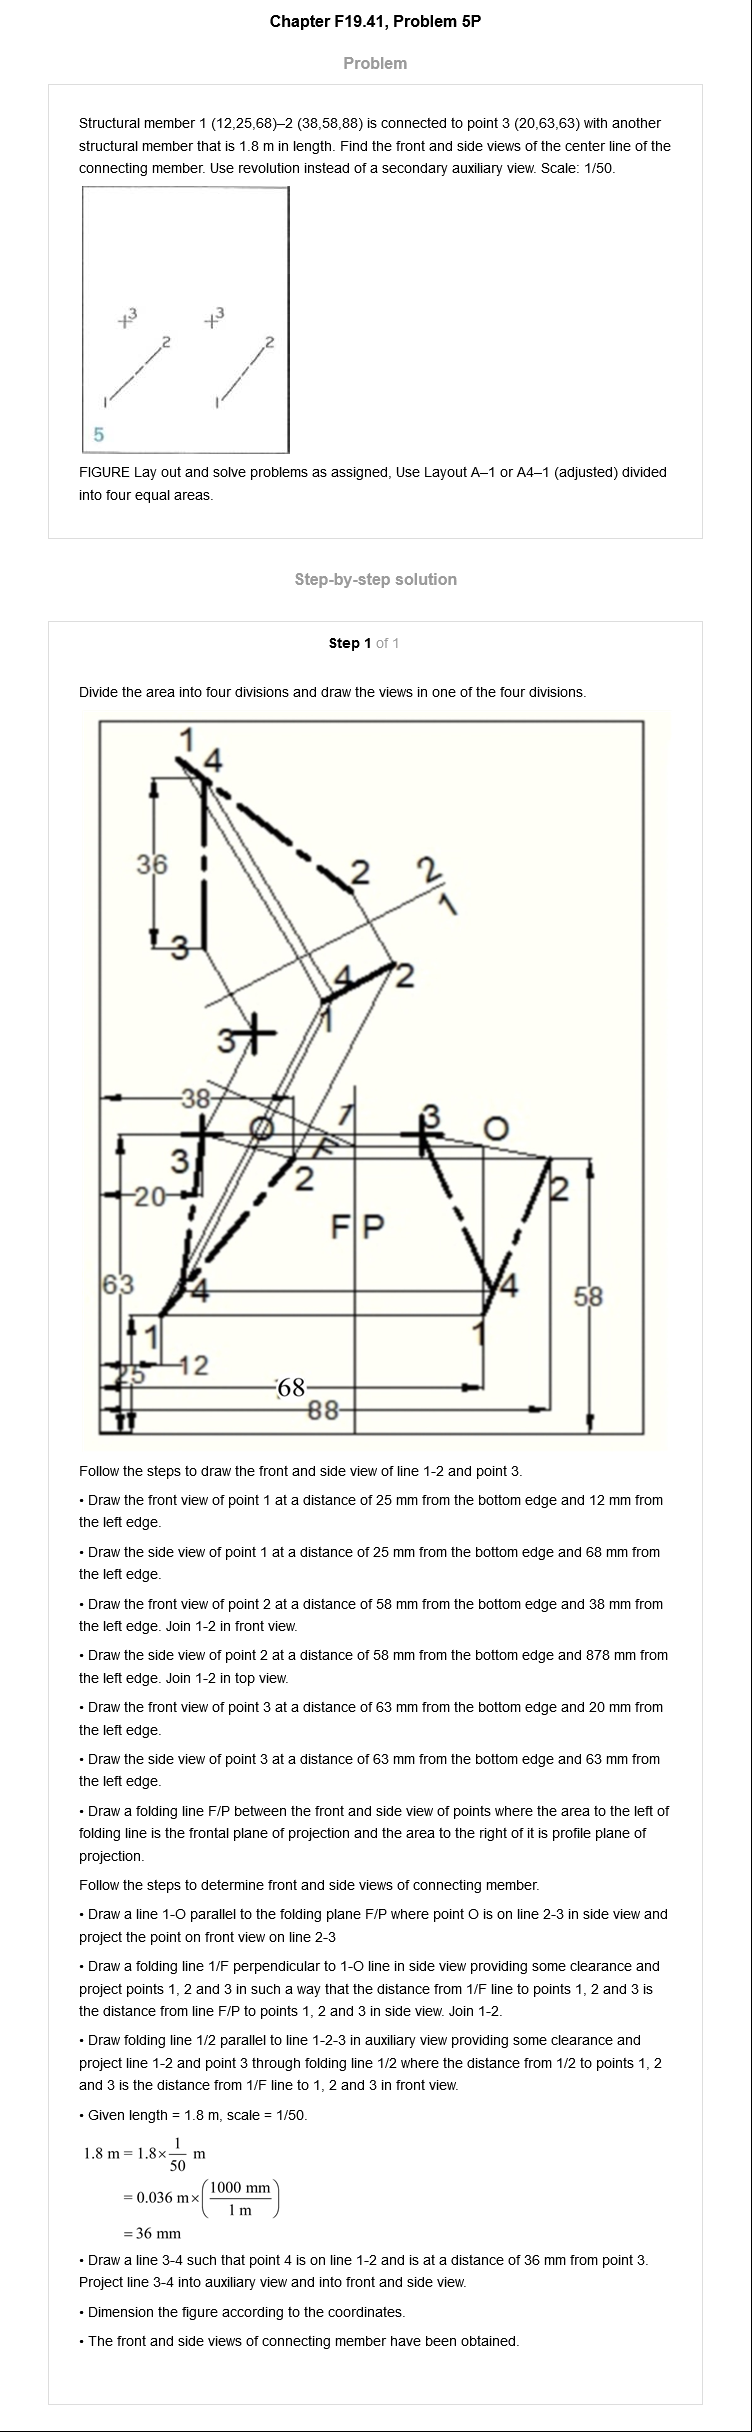 Chapter F19.41, Problem 5P
Problem
Structural member 1 (12,25,68)–2 (38,58,88) is connected to point 3 (20,63,63) with another
structural member that is 1.8 m in length. Find the front and side views of the center line of the
connecting member. Use revolution instead of a secondary auxiliary view. Scale: 1/50.
3 3
2 2
1 1
5
FIGURE Lay out and solve problems as assigned, Use Layout A–1 or A4–1 (adjusted) divided
into four equal areas.
Step-by-step solution
Step 1 of 1
Divide the area into four divisions and draw the views in one of the four divisions.
1
4
36
2
2
1
3
4
2
1
3
38
1
3
O
O
F
3
2
2
20
F P
63
4
4
58
1
1
25
12
68
88
Follow the steps to draw the front and side view of line 1-2 and point 3.
• Draw the front view of point 1 at a distance of 25 mm from the bottom edge and 12 mm from
the left edge.
• Draw the side view of point 1 at a distance of 25 mm from the bottom edge and 68 mm from
the left edge.
• Draw the front view of point 2 at a distance of 58 mm from the bottom edge and 38 mm from
the left edge. Join 1-2 in front view.
• Draw the side view of point 2 at a distance of 58 mm from the bottom edge and 878 mm from
the left edge. Join 1-2 in top view.
• Draw the front view of point 3 at a distance of 63 mm from the bottom edge and 20 mm from
the left edge.
• Draw the side view of point 3 at a distance of 63 mm from the bottom edge and 63 mm from
the left edge.
• Draw a folding line F/P between the front and side view of points where the area to the left of
folding line is the frontal plane of projection and the area to the right of it is profile plane of
projection.
Follow the steps to determine front and side views of connecting member.
• Draw a line 1-O parallel to the folding plane F/P where point O is on line 2-3 in side view and
project the point on front view on line 2-3
• Draw a folding line 1/F perpendicular to 1-O line in side view providing some clearance and
project points 1, 2 and 3 in such a way that the distance from 1/F line to points 1, 2 and 3 is
the distance from line F/P to points 1, 2 and 3 in side view. Join 1-2.
• Draw folding line 1/2 parallel to line 1-2-3 in auxiliary view providing some clearance and
project line 1-2 and point 3 through folding line 1/2 where the distance from 1/2 to points 1, 2
and 3 is the distance from 1/F line to 1, 2 and 3 in front view.
• Given length = 1.8 m, scale = 1/50.
1.8 m = 1.8 × 1/50 m
= 0.036 m × (1000 mm / 1 m)
= 36 mm
• Draw a line 3-4 such that point 4 is on line 1-2 and is at a distance of 36 mm from point 3.
Project line 3-4 into auxiliary view and into front and side view.
• Dimension the figure according to the coordinates.
• The front and side views of connecting member have been obtained.